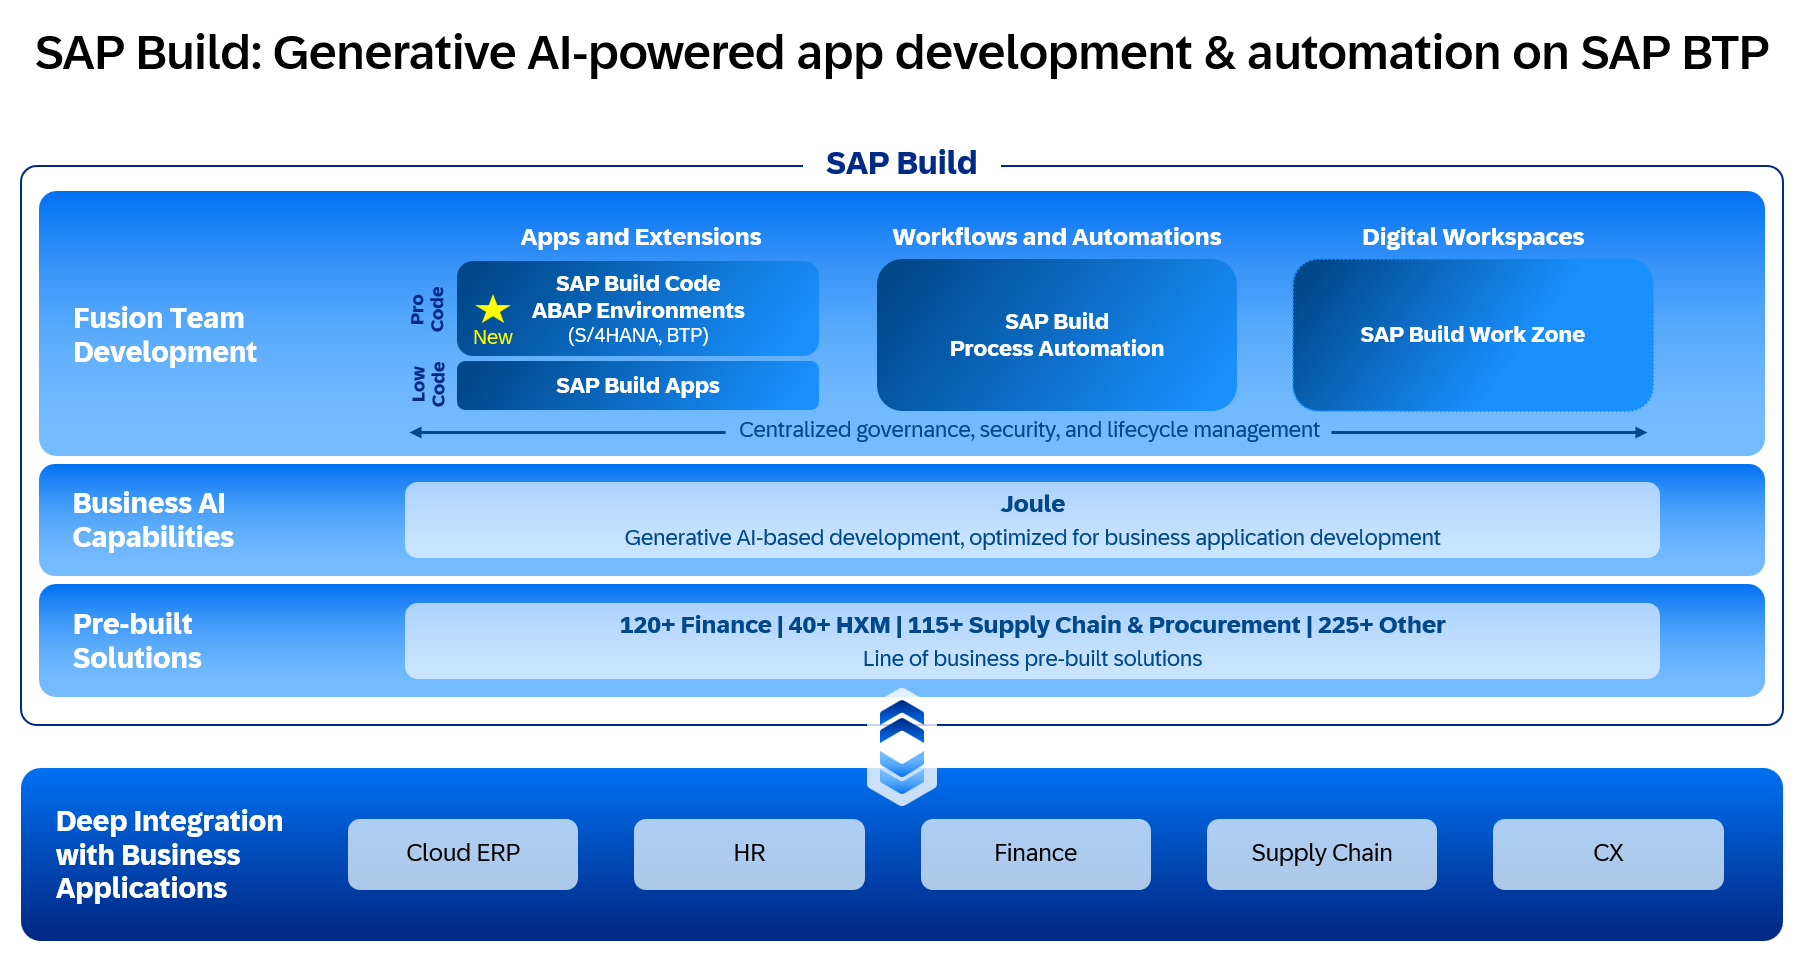 SAP Build: Generative AI-powered app development & automation on SAP BTP
SAP Build
Fusion Team
Development
Apps and Extensions
Pro
Code
New
SAP Build Code
ABAP Environments
(S/4HANA, BTP)
Low
Code
SAP Build Apps
Workflows and Automations
SAP Build
Process Automation
Digital Workspaces
SAP Build Work Zone
Centralized governance, security, and lifecycle management
Business AI
Capabilities
Joule
Generative AI-based development, optimized for business application development
Pre-built
Solutions
120+ Finance | 40+ HXM | 115+ Supply Chain & Procurement | 225+ Other
Line of business pre-built solutions
Deep Integration
with Business
Applications
Cloud ERP
HR
Finance
Supply Chain
CX